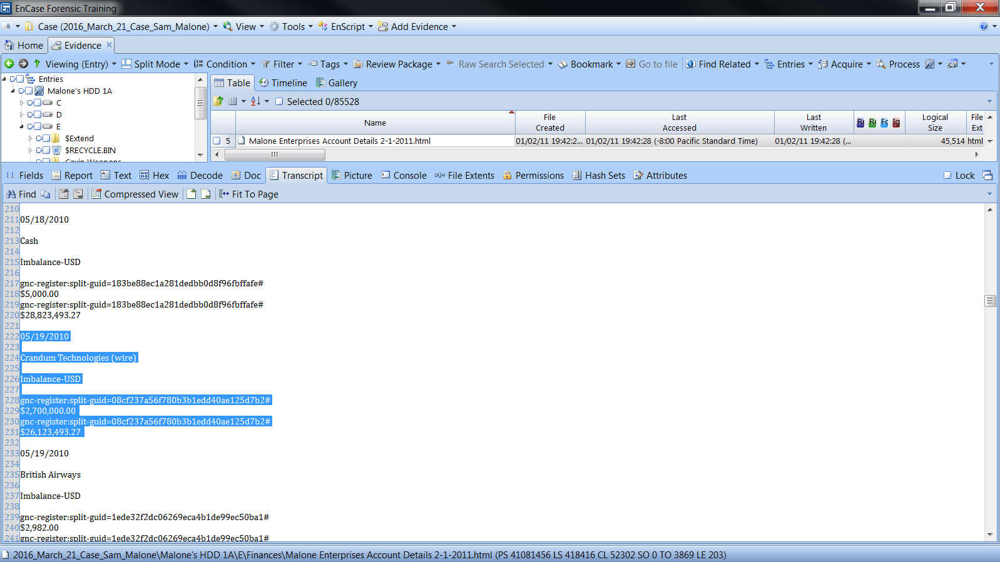 EnCase Forensic Training
Case (2016_March_21_Case_Sam_Malone) View Tools EnScript Add Evidence
Home Evidence
Viewing (Entry) Split Mode Condition Filter Tags Review Package Raw Search Selected Bookmark Go to file Find Related Entries Acquire Process
Entries
Malone's HDD 1A
C
D
E
$Extend
$RECYCLE.BIN
Gavin Weapons
Table Timeline Gallery
Selected 0/85528
Name File Created Last Accessed Last Written Re Re Fo Ig Logical Size File Ext
5 Malone Enterprises Account Details 2-1-2011.html 01/02/11 19:42:2... 01/02/11 19:42:28 (-8:00 Pacific Standard Time) 01/02/11 19:42:28 (... 45,514 html
Fields Report Text Hex Decode Doc Transcript Picture Console File Extents Permissions Hash Sets Attributes Lock
Find Compressed View Fit To Page
210
211 05/18/2010
212
213 Cash
214
215 Imbalance-USD
216
217 gnc-register:split-guid=183be88ec1a281dedbb0d8f96fbffafe#
218 $5,000.00
219 gnc-register:split-guid=183be88ec1a281dedbb0d8f96fbffafe#
220 $28,823,493.27
221
222 05/19/2010
223
224 Crandum Technologies (wire)
225
226 Imbalance-USD
227
228 gnc-register:split-guid=08cf237a56f780b3b1edd40ae125d7b2#
229 $2,700,000.00
230 gnc-register:split-guid=08cf237a56f780b3b1edd40ae125d7b2#
231 $26,123,493.27
232
233 05/19/2010
234
235 British Airways
236
237 Imbalance-USD
238
239 gnc-register:split-guid=1ede32f2dc06269eca4b1de99ec50ba1#
240 $2,982.00
241 gnc-register:split-guid=1ede32f2dc06269eca4b1de99ec50ba1#
2016_March_21_Case_Sam_Malone\Malone's HDD 1A\E\Finances\Malone Enterprises Account Details 2-1-2011.html (PS 41081456 LS 418416 CL 52302 SO 0 TO 3869 LE 203)